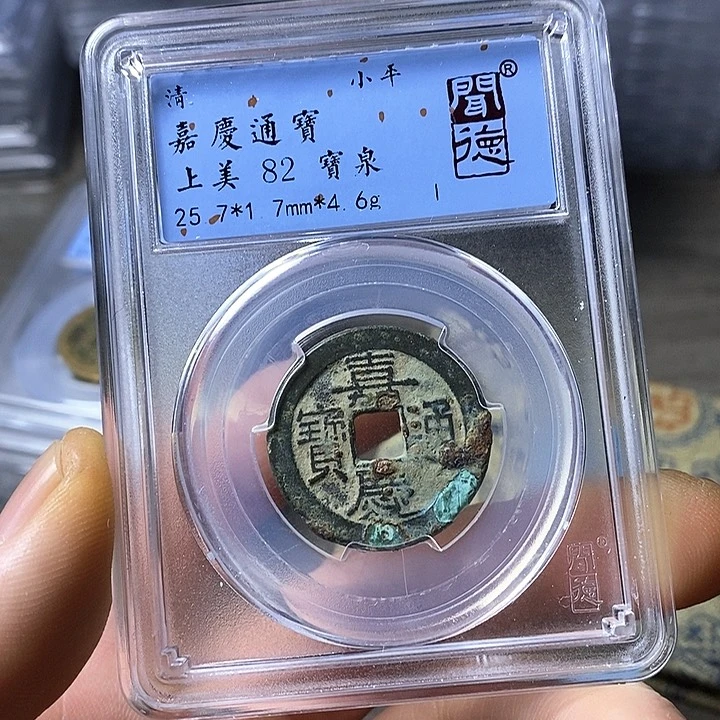 清 小平
嘉慶通寶
上美 82 寶泉
25.7*1.7mm*4.6g
聞德®
嘉慶通寶
聞德®